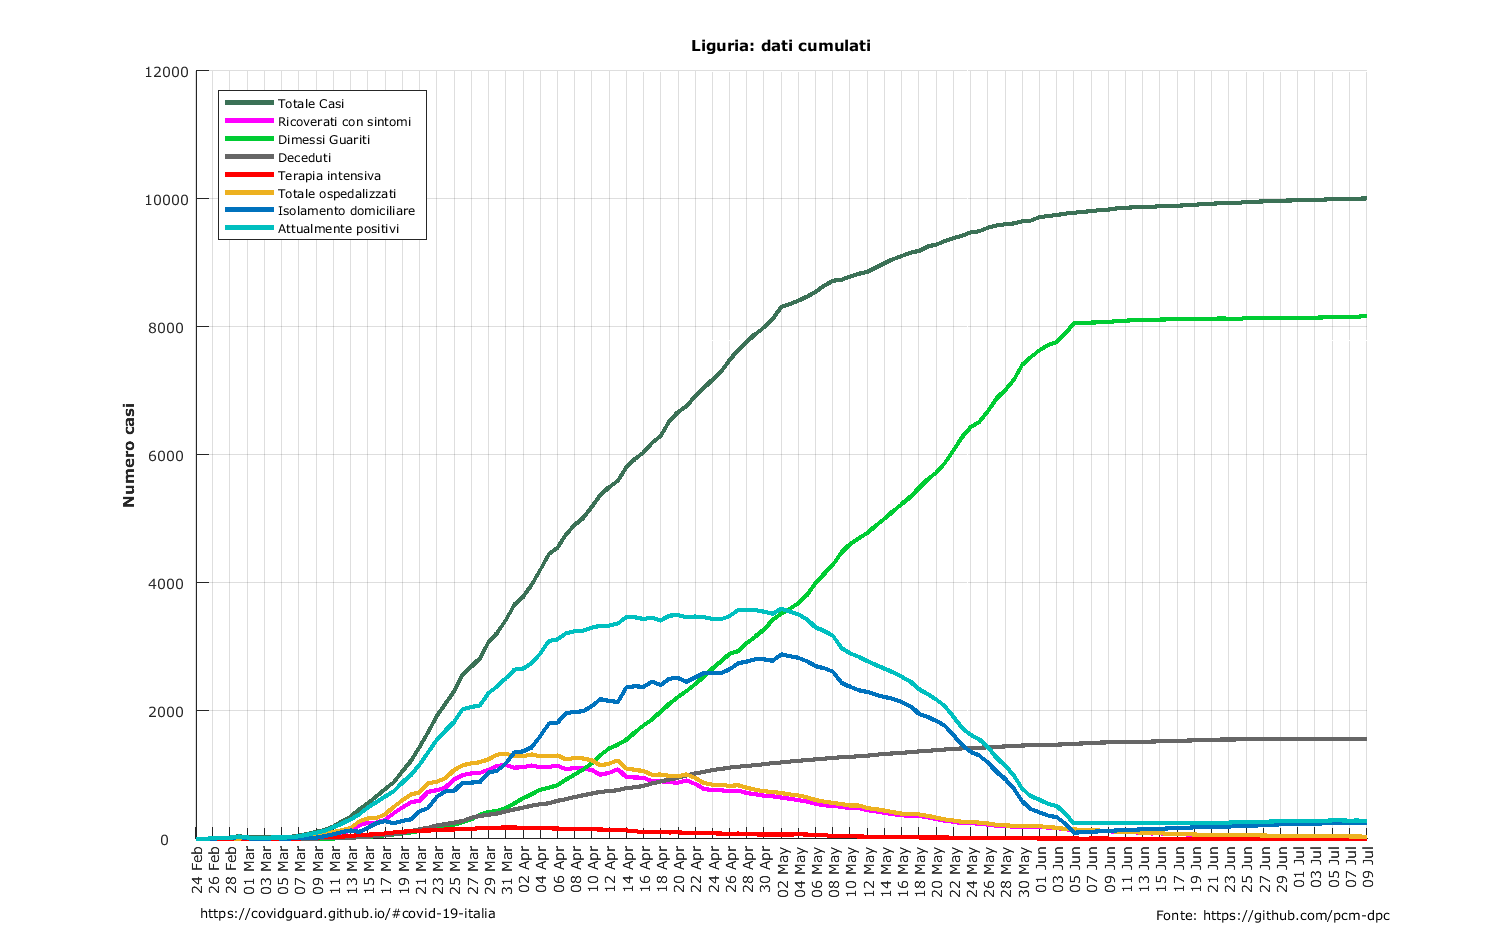 Liguria: dati cumulati
12000
10000
8000
6000
4000
2000
0
Numero casi
Totale Casi
Ricoverati con sintomi
Dimessi Guariti
Deceduti
Terapia intensiva
Totale ospedalizzati
Isolamento domiciliare
Attualmente positivi
24 Feb
26 Feb
28 Feb
01 Mar
03 Mar
05 Mar
07 Mar
09 Mar
11 Mar
13 Mar
15 Mar
17 Mar
19 Mar
21 Mar
23 Mar
25 Mar
27 Mar
29 Mar
31 Mar
02 Apr
04 Apr
06 Apr
08 Apr
10 Apr
12 Apr
14 Apr
16 Apr
18 Apr
20 Apr
22 Apr
24 Apr
26 Apr
28 Apr
30 Apr
02 May
04 May
06 May
08 May
10 May
12 May
14 May
16 May
18 May
20 May
22 May
24 May
26 May
28 May
30 May
01 Jun
03 Jun
05 Jun
07 Jun
09 Jun
11 Jun
13 Jun
15 Jun
17 Jun
19 Jun
21 Jun
23 Jun
25 Jun
27 Jun
29 Jun
01 Jul
03 Jul
05 Jul
07 Jul
09 Jul
https://covidguard.github.io/#covid-19-italia
Fonte: https://github.com/pcm-dpc